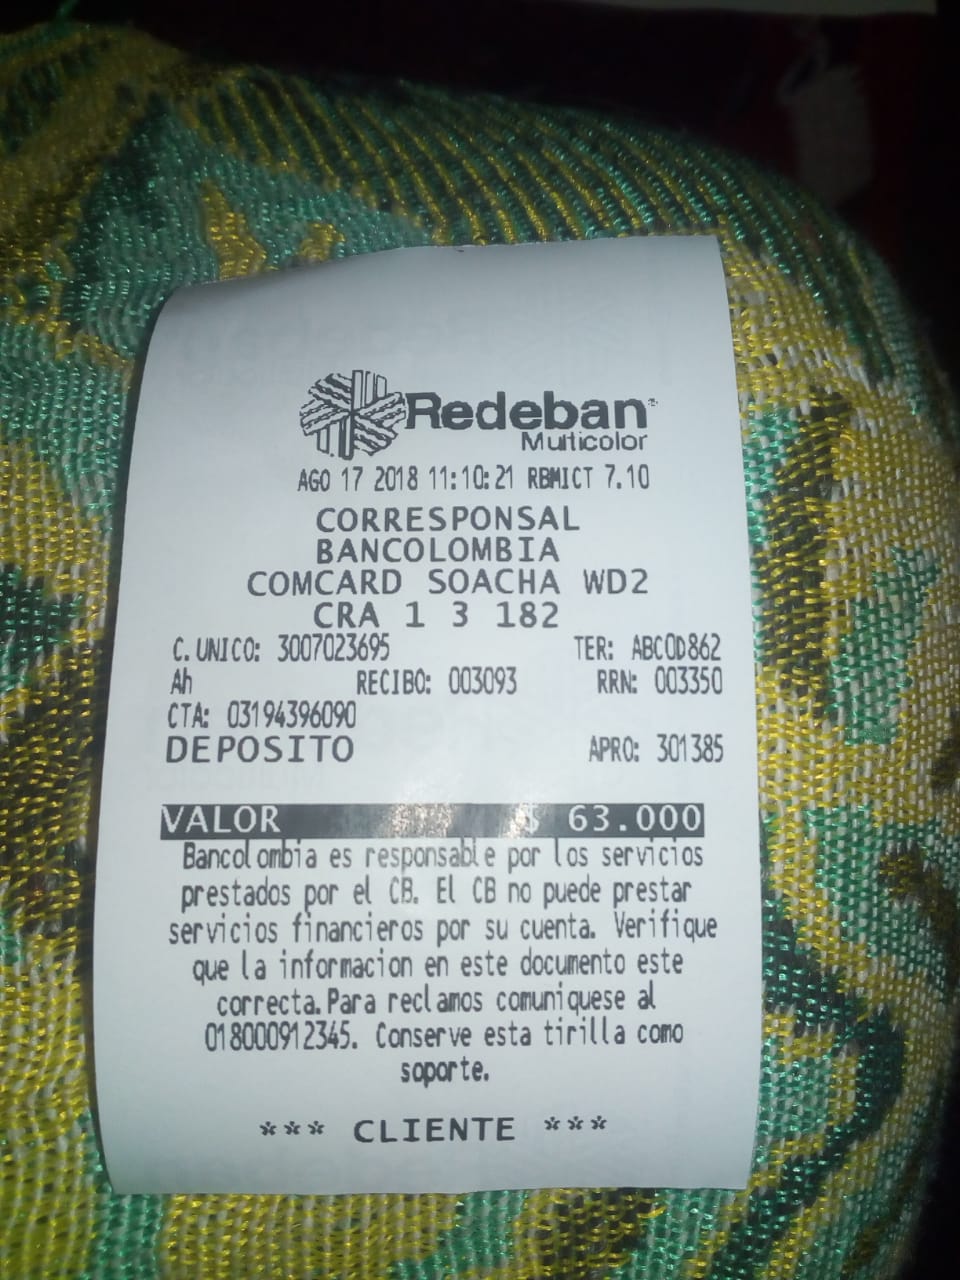 Redeban
Multicolor
AGO 17 2018 11:10:21 RBMICT 7.10
CORRESPONSAL
BANCOLOMBIA
COMCARD SOACHA WD2
CRA 1 3 182
C. UNICO: 3007023695 TER: ABCOD862
Ah RECIBO: 003093 RRN: 003350
CTA: 03194396090
DEPOSITO APRO: 301385
VALOR $ 63.000
Bancolombia es responsable por los servicios
prestados por el CB. El CB no puede prestar
servicios financieros por su cuenta. Verifique
que la informacion en este documento este
correcta.Para reclamos comuniquese al
018000912345. Conserve esta tirilla como
soporte.
*** CLIENTE ***